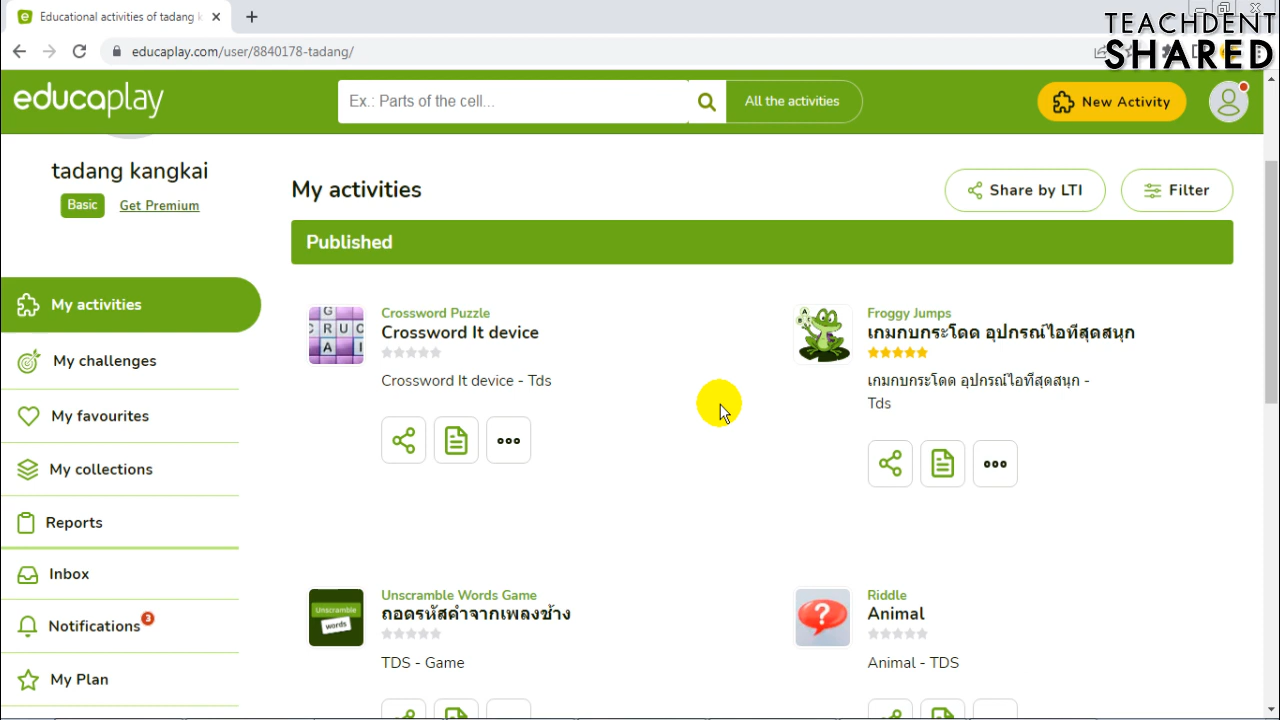 Educational activities of tadang k
TEACHDENT
SHARED
educaplay.com/user/8840178-tadang/
educaplay
Ex.: Parts of the cell...
All the activities
New Activity
tadang kangkai
Basic
Get Premium
My activities
My challenges
My favourites
My collections
Reports
Inbox
Notifications
3
My Plan
My activities
Share by LTI
Filter
Published
Crossword Puzzle
Crossword It device
Crossword It device - Tds
Froggy Jumps
เกมกบกระโดด อุปกรณ์ไอทีสุดสนุก
เกมกบกระโดด อุปกรณ์ไอทีสุดสนุก -
Tds
Unscramble
words
Unscramble Words Game
ถอดรหัสคำจากเพลงช้าง
TDS - Game
?
Riddle
Animal
Animal - TDS